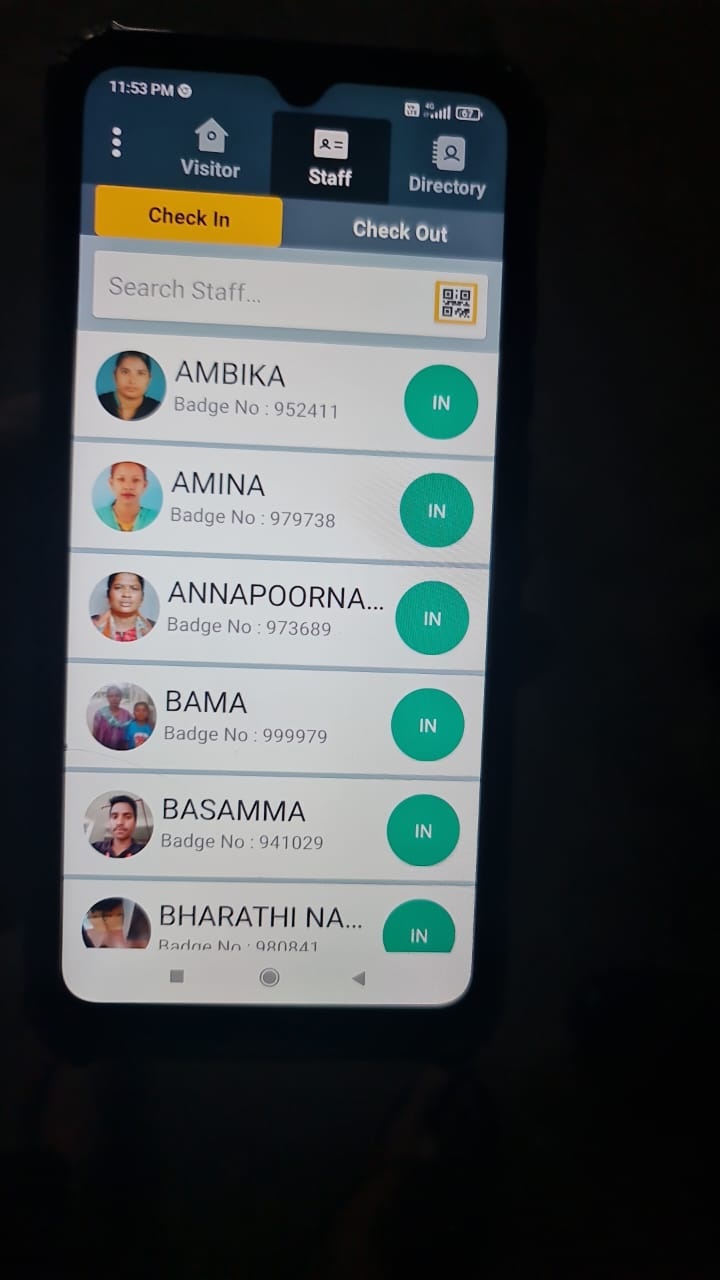 11:53 PM
4G
67
Visitor
Staff
Directory
Check In
Check Out
Search Staff...
AMBIKA
Badge No : 952411
IN
AMINA
Badge No : 979738
IN
ANNAPOORNA...
Badge No : 973689
IN
BAMA
Badge No : 999979
IN
BASAMMA
Badge No : 941029
IN
BHARATHI NA...
Badge No : 980841
IN